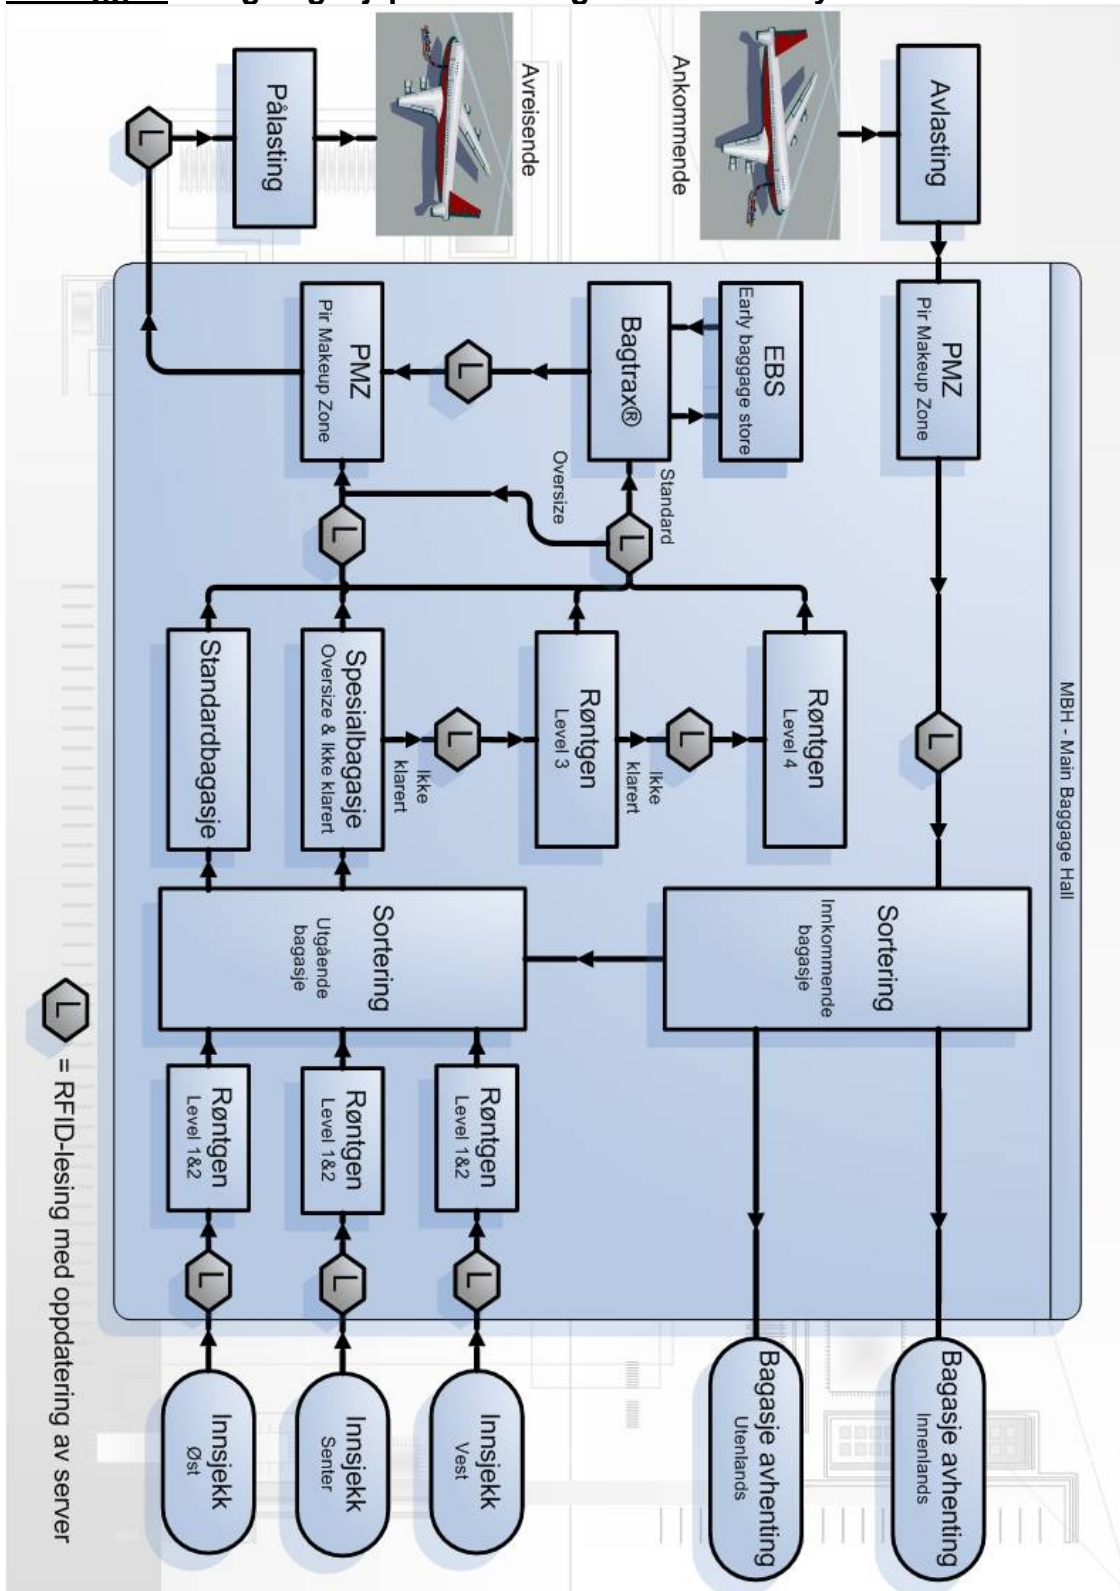 MBH - Main Baggage Hall
Avlasting
PMZ
Pir Makeup Zone
L
Sortering
Innkommende
bagasje
Bagasje avhenting
Innenlands
Bagasje avhenting
Utenlands
Ankommende
EBS
Early baggage store
Røntgen
Level 4
L
Ikke
klarert
Standard
Bagtrax®
L
Oversize
Røntgen
Level 3
Avreisende
L
L
Ikke
klarert
PMZ
Pir Makeup Zone
L
Spesialbagasje
Oversize & Ikke klarert
Sortering
Utgående
bagasje
Røntgen
Level 1&2
L
Innsjekk
Vest
Røntgen
Level 1&2
L
Innsjekk
Senter
Pålasting
L
Standardbagasje
Røntgen
Level 1&2
L
Innsjekk
Øst
L = RFID-lesing med oppdatering av server